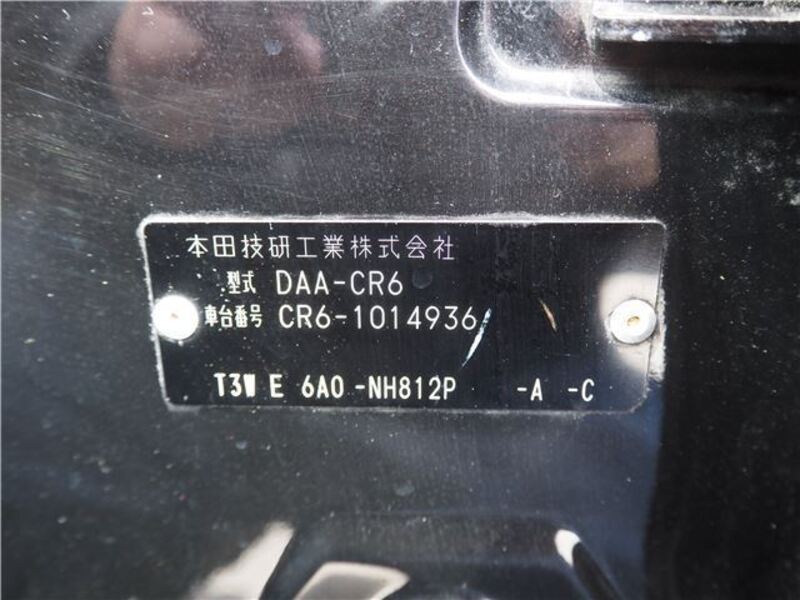 本田技研工業株式会社
型式 DAA-CR6
車台番号 CR6-1014936
T3W E 6A0 -NH812P -A -C